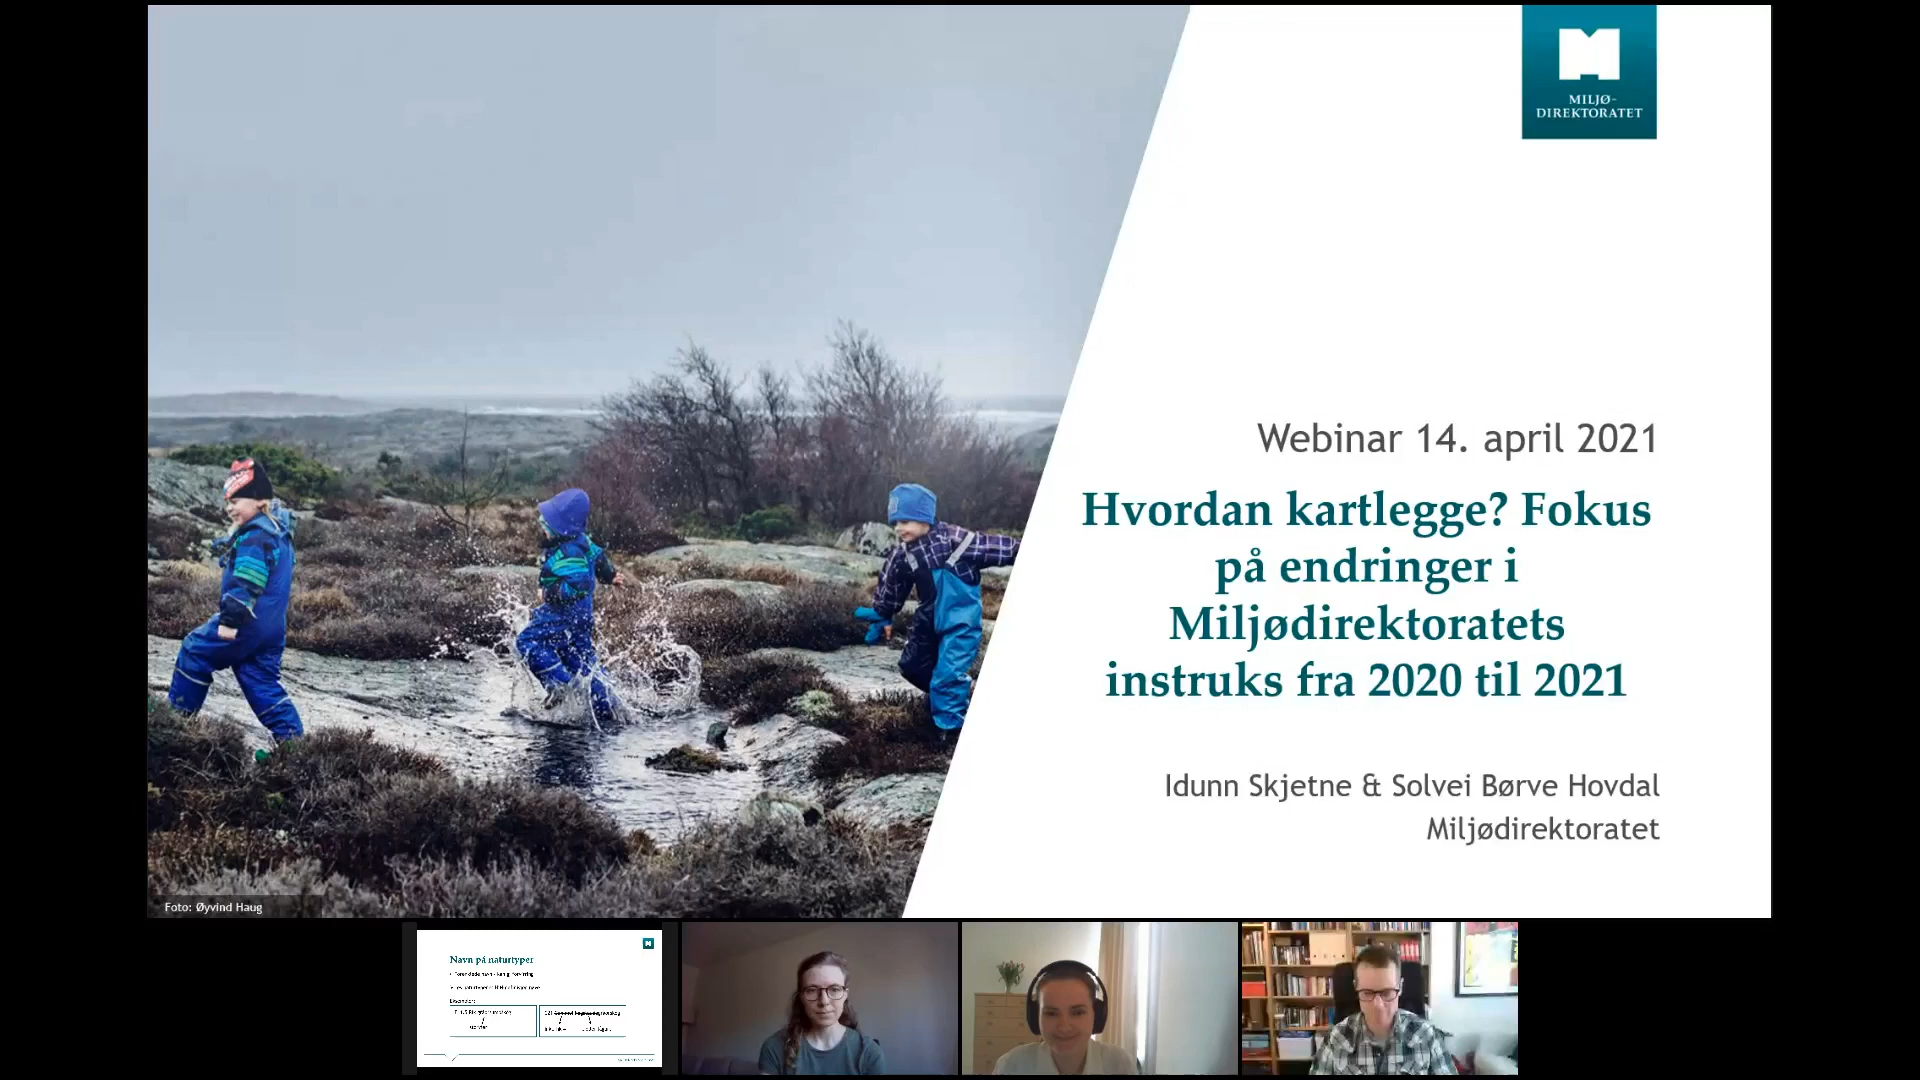 MILJØ-
DIREKTORATET
Webinar 14. april 2021
Hvordan kartlegge? Fokus
på endringer i
Miljødirektoratets
instruks fra 2020 til 2021
Idunn Skjetne & Solvei Børve Hovdal
Miljødirektoratet
Foto: Øyvind Haug
Navn på naturtyper